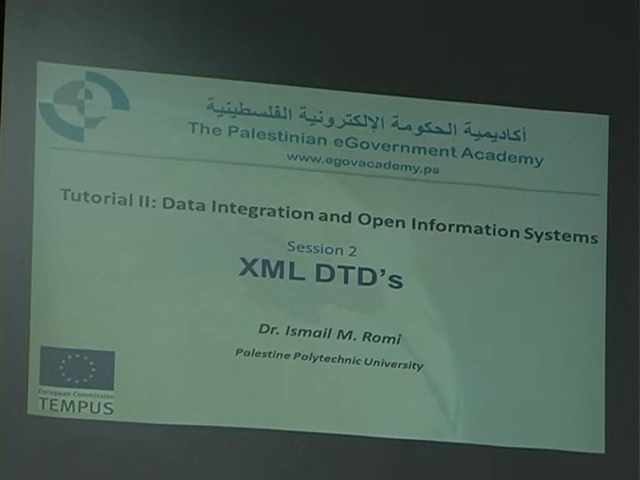 أكاديمية الحكومة الإلكترونية الفلسطينية
The Palestinian eGovernment Academy
www.egovacademy.ps
Tutorial II: Data Integration and Open Information Systems
Session 2
XML DTD's
Dr. Ismail M. Romi
Palestine Polytechnic University
European Commission
TEMPUS